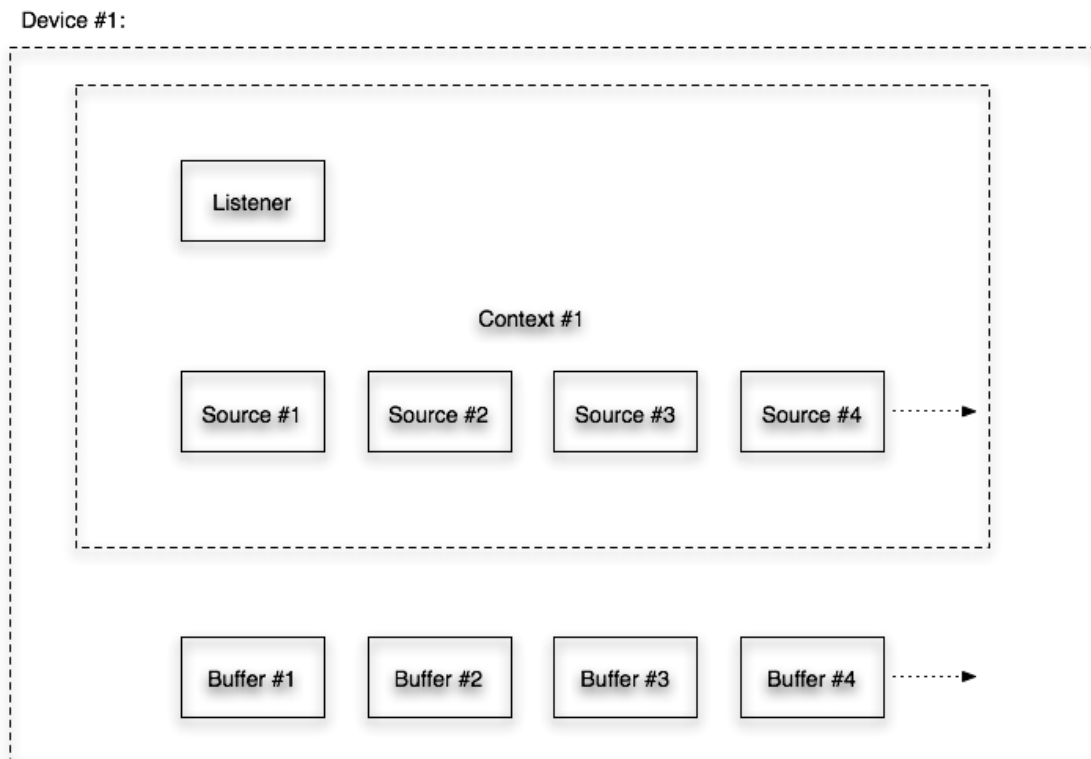 Device #1:
Listener
Context #1
Source #1 Source #2 Source #3 Source #4
Buffer #1 Buffer #2 Buffer #3 Buffer #4